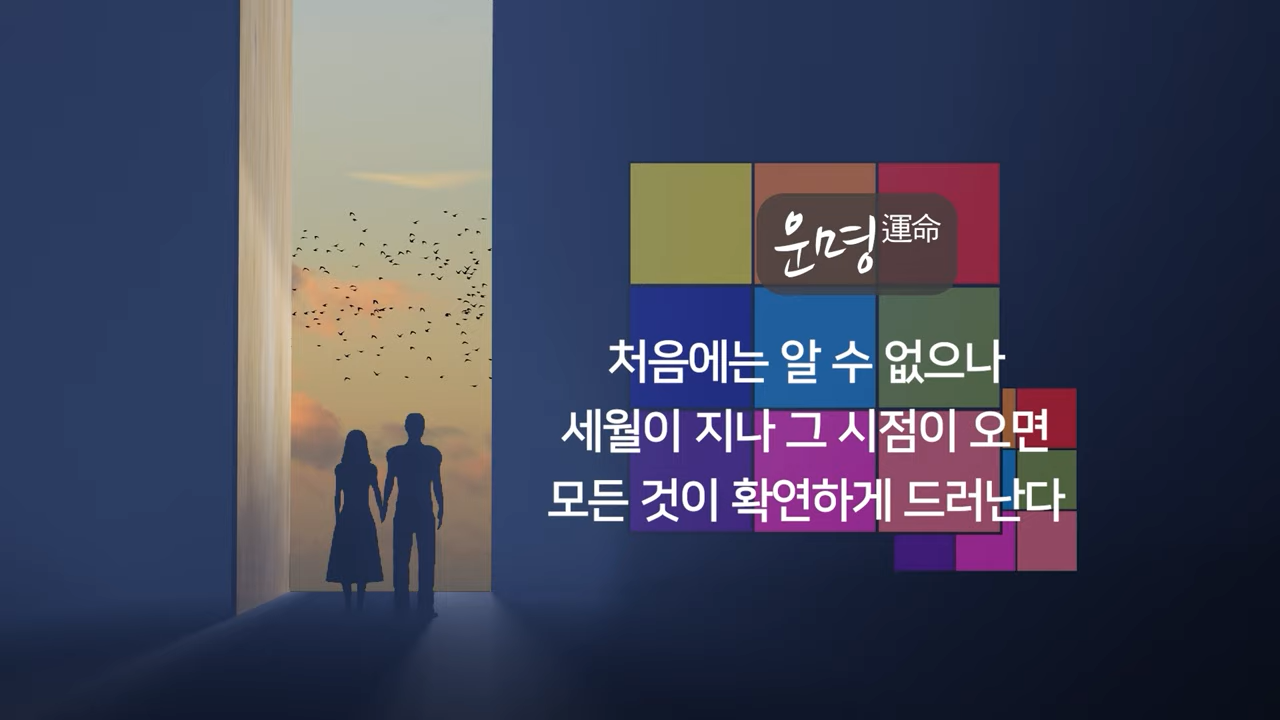 운명運命
처음에는 알 수 없으나
세월이 지나 그 시점이 오면
모든 것이 확연하게 드러난다